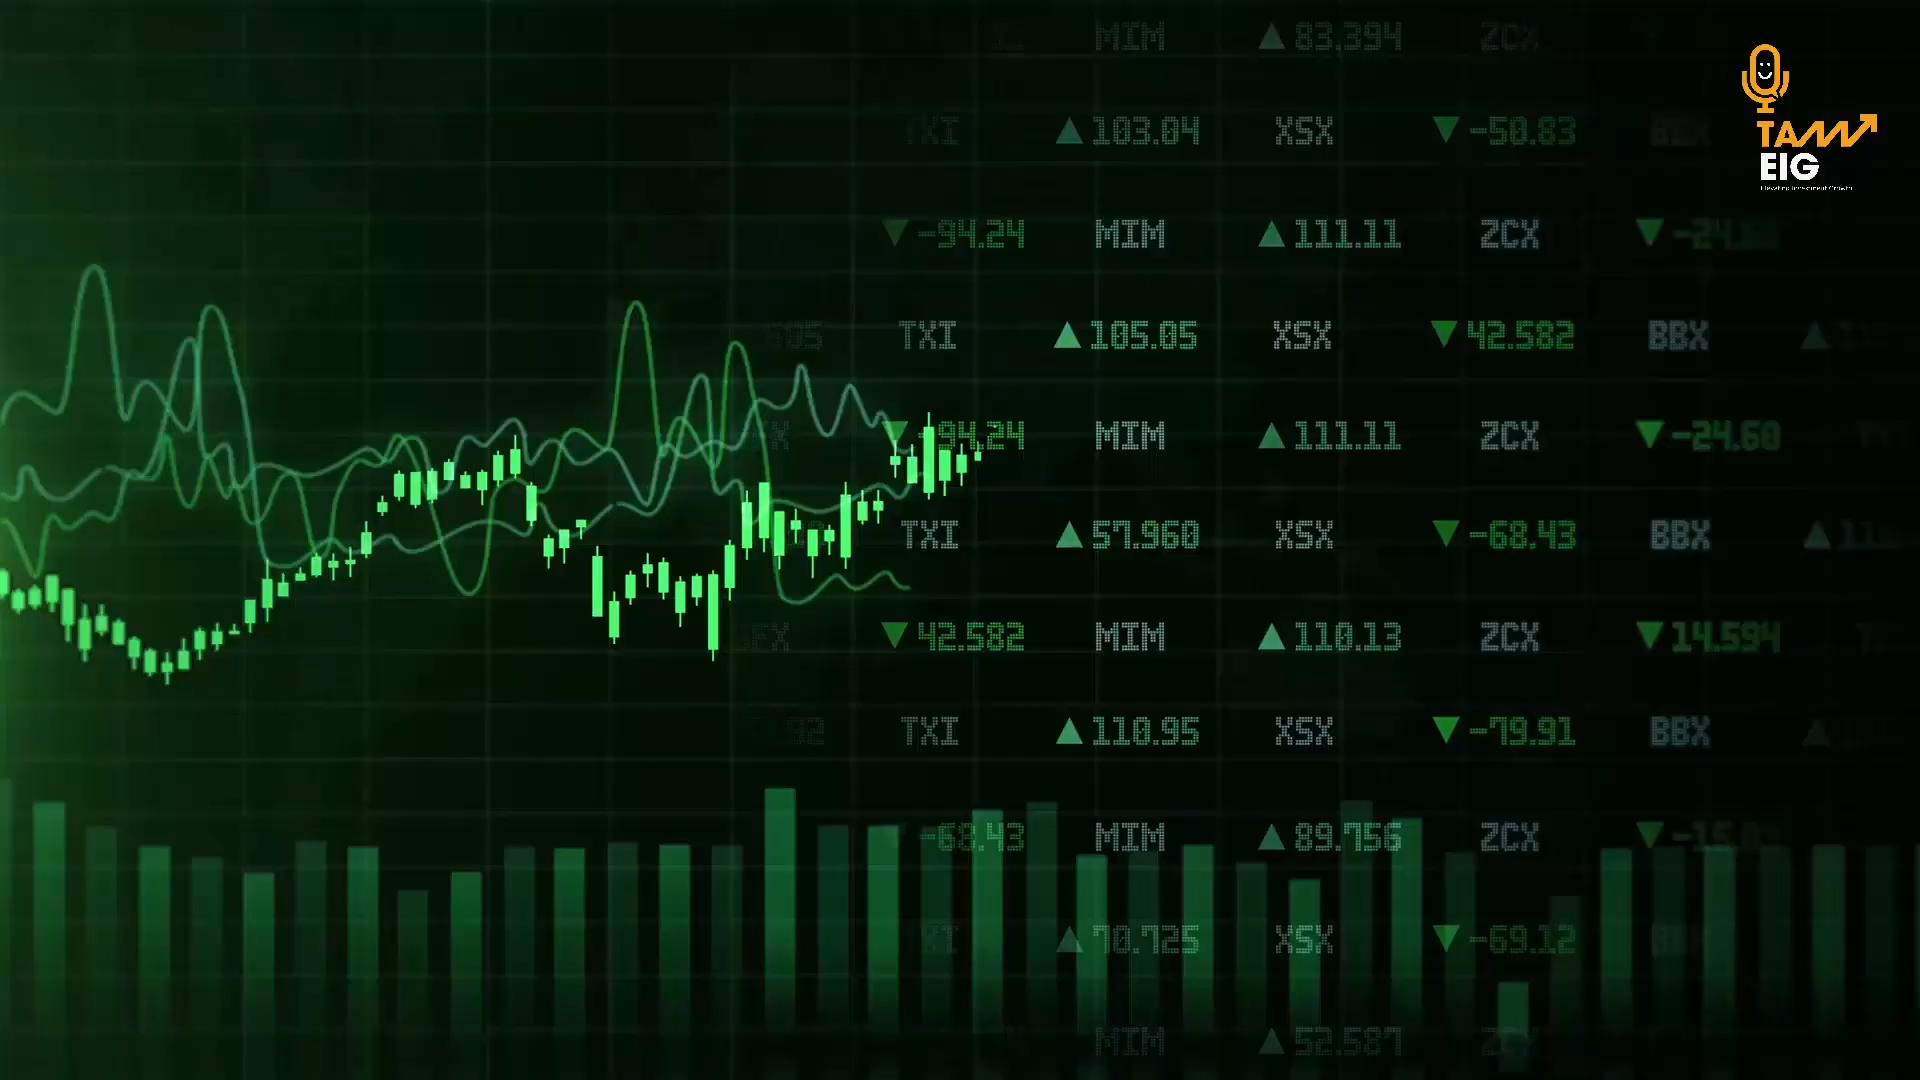 MIM ▲ 83.394 ZCX
TXI ▲ 103.04 XSX ▼ -50.83
▼ -94.24 MIM ▲ 111.11 ZCX ▼
TXI ▲ 105.05 XSX ▼ 42.582 BBX
▼ -94.24 MIM ▲ 111.11 ZCX ▼ -24.60
TXI ▲ 57.960 XSX ▼ -68.43 BBX
▼ 42.582 MIM ▲ 110.13 ZCX ▼ 14.594
TXI ▲ 110.95 XSX ▼ -79.91 BBX
-68.43 MIM ▲ 89.756 ZCX ▼
▲ 70.725 XSX ▼ -69.12
MIM ▲ 52.587
TAM
EIG